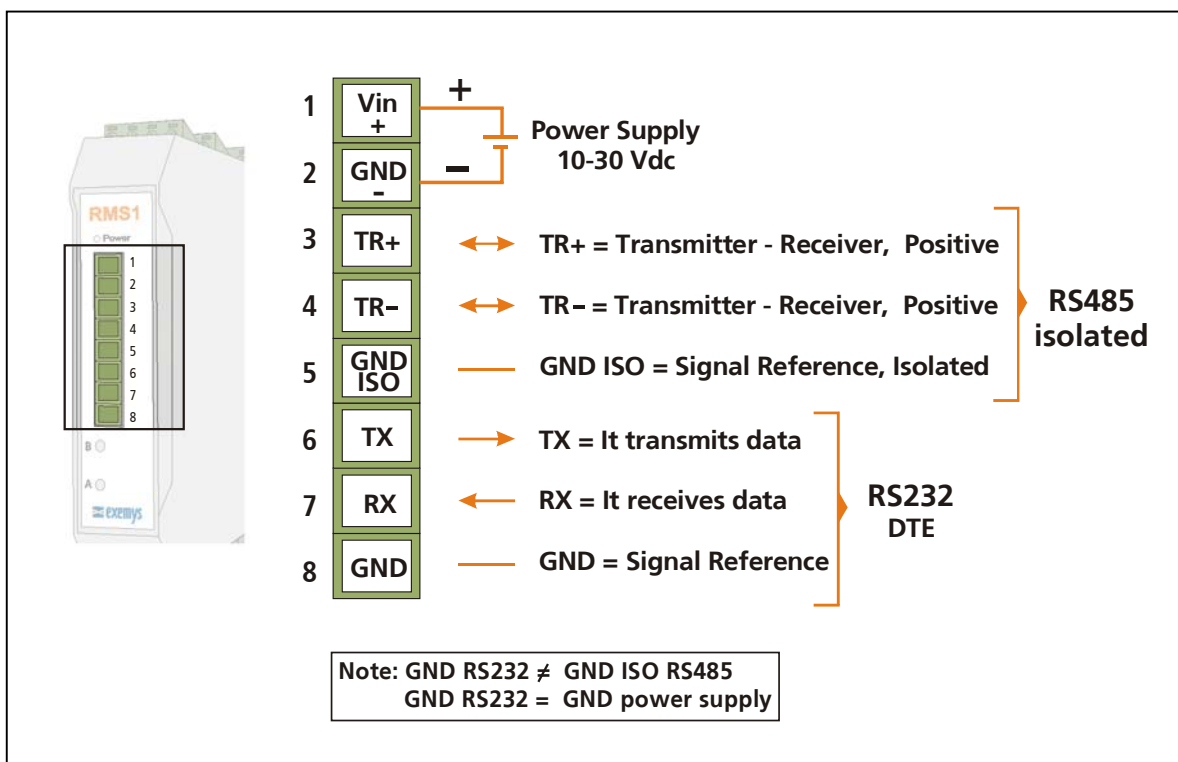 RMS1
Power
1
2
3
4
5
6
7
8
B
A
exemys
1
Vin
+
+
2
GND
-
–
Power Supply
10-30 Vdc
3
TR+
TR+ = Transmitter - Receiver, Positive
4
TR–
TR– = Transmitter - Receiver, Positive
5
GND
ISO
GND ISO = Signal Reference, Isolated
RS485
isolated
6
TX
TX = It transmits data
7
RX
RX = It receives data
8
GND
GND = Signal Reference
RS232
DTE
Note: GND RS232 ≠ GND ISO RS485
GND RS232 = GND power supply